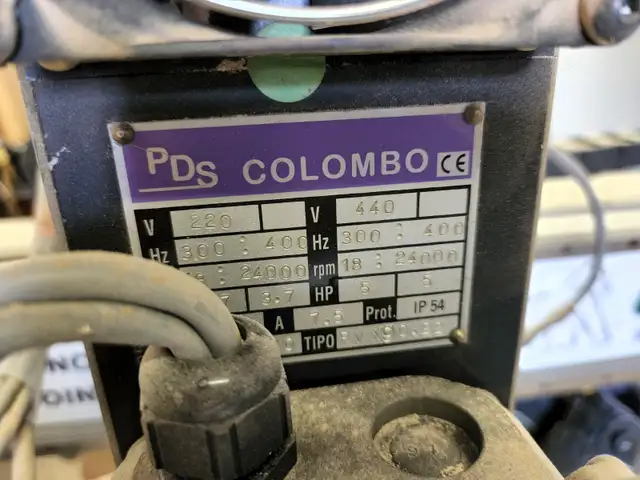 PDS COLOMBO CE
V 220 V 440
Hz 300 : 400 Hz 300 : 400
: 24000 rpm 18 : 24000
3.7 HP 5 5
A 7.5 Prot. IP 54
TIPO